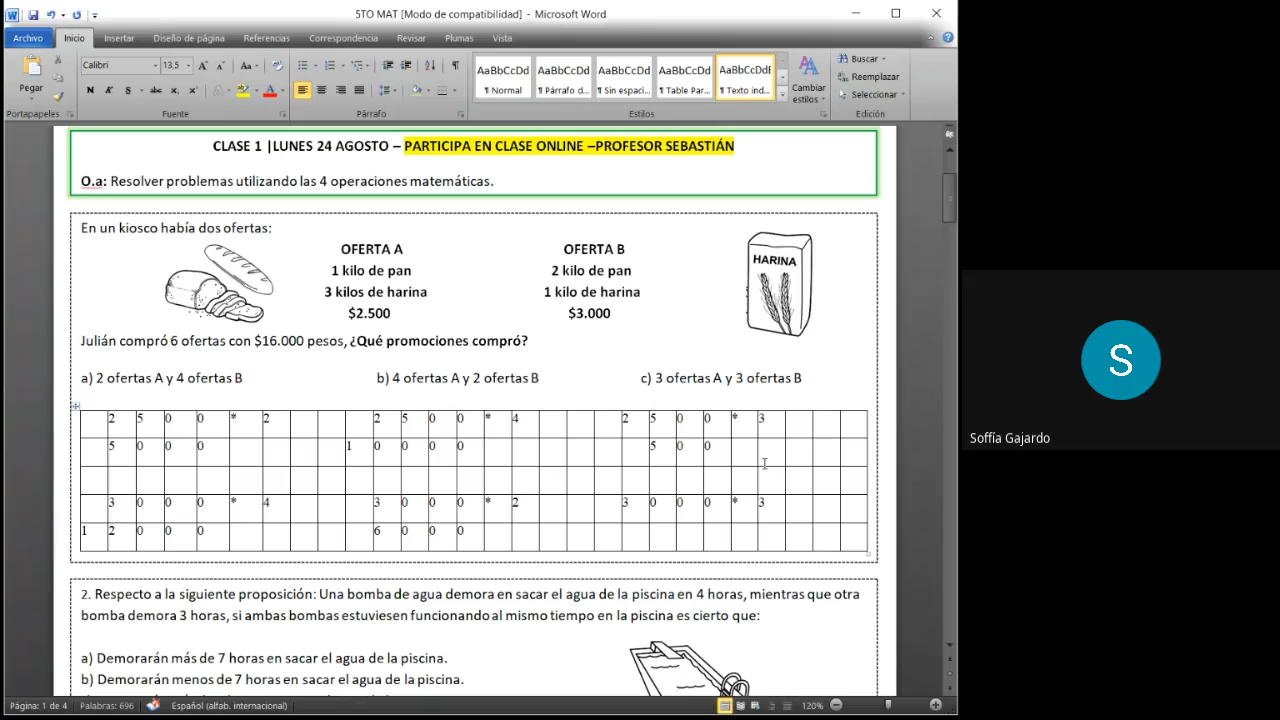 5TO MAT [Modo de compatibilidad] - Microsoft Word
Archivo Inicio Insertar Diseño de página Referencias Correspondencia Revisar Plumas Vista
Pegar
Calibri 13,5
AaBbCcDd AaBbCcDd AaBbCcDd AaBbCcDd AaBbCcDdE
¶ Normal ¶ Párrafo d... ¶ Sin espaci... ¶ Table Par... ¶ Texto ind...
Cambiar estilos
Buscar
Reemplazar
Seleccionar
Portapapeles Fuente Párrafo Estilos Edición
CLASE 1 |LUNES 24 AGOSTO – PARTICIPA EN CLASE ONLINE –PROFESOR SEBASTIÁN
O.a: Resolver problemas utilizando las 4 operaciones matemáticas.
En un kiosco había dos ofertas:
OFERTA A
1 kilo de pan
3 kilos de harina
$2.500
OFERTA B
2 kilo de pan
1 kilo de harina
$3.000
HARINA
Julián compró 6 ofertas con $16.000 pesos, ¿Qué promociones compró?
a) 2 ofertas A y 4 ofertas B b) 4 ofertas A y 2 ofertas B c) 3 ofertas A y 3 ofertas B
2 5 0 0 * 2 2 5 0 0 * 4 2 5 0 0 * 3
5 0 0 0 1 0 0 0 0 5 0 0
3 0 0 0 * 4 3 0 0 0 * 2 3 0 0 0 * 3
1 2 0 0 0 6 0 0 0
2. Respecto a la siguiente proposición: Una bomba de agua demora en sacar el agua de la piscina en 4 horas, mientras que otra
bomba demora 3 horas, si ambas bombas estuviesen funcionando al mismo tiempo en la piscina es cierto que:
a) Demorarán más de 7 horas en sacar el agua de la piscina.
b) Demorarán menos de 7 horas en sacar el agua de la piscina.
Página: 1 de 4 Palabras: 696 Español (alfab. internacional) 120%
S
Soffía Gajardo